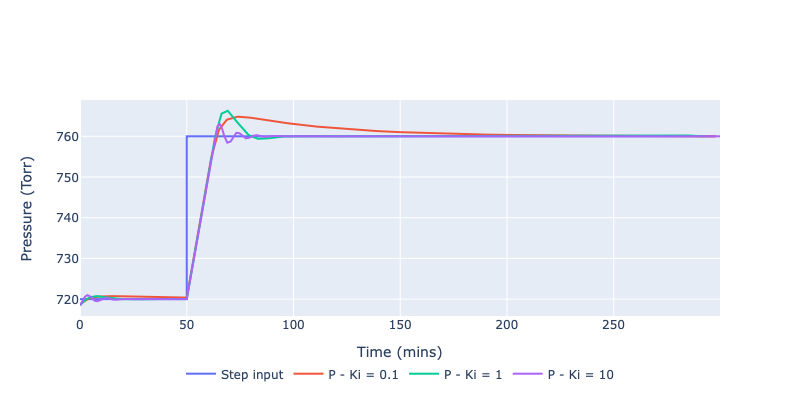 760
750
740
730
720
Pressure (Torr)
0 50 100 150 200 250
Time (mins)
Step input P - Ki = 0.1 P - Ki = 1 P - Ki = 10